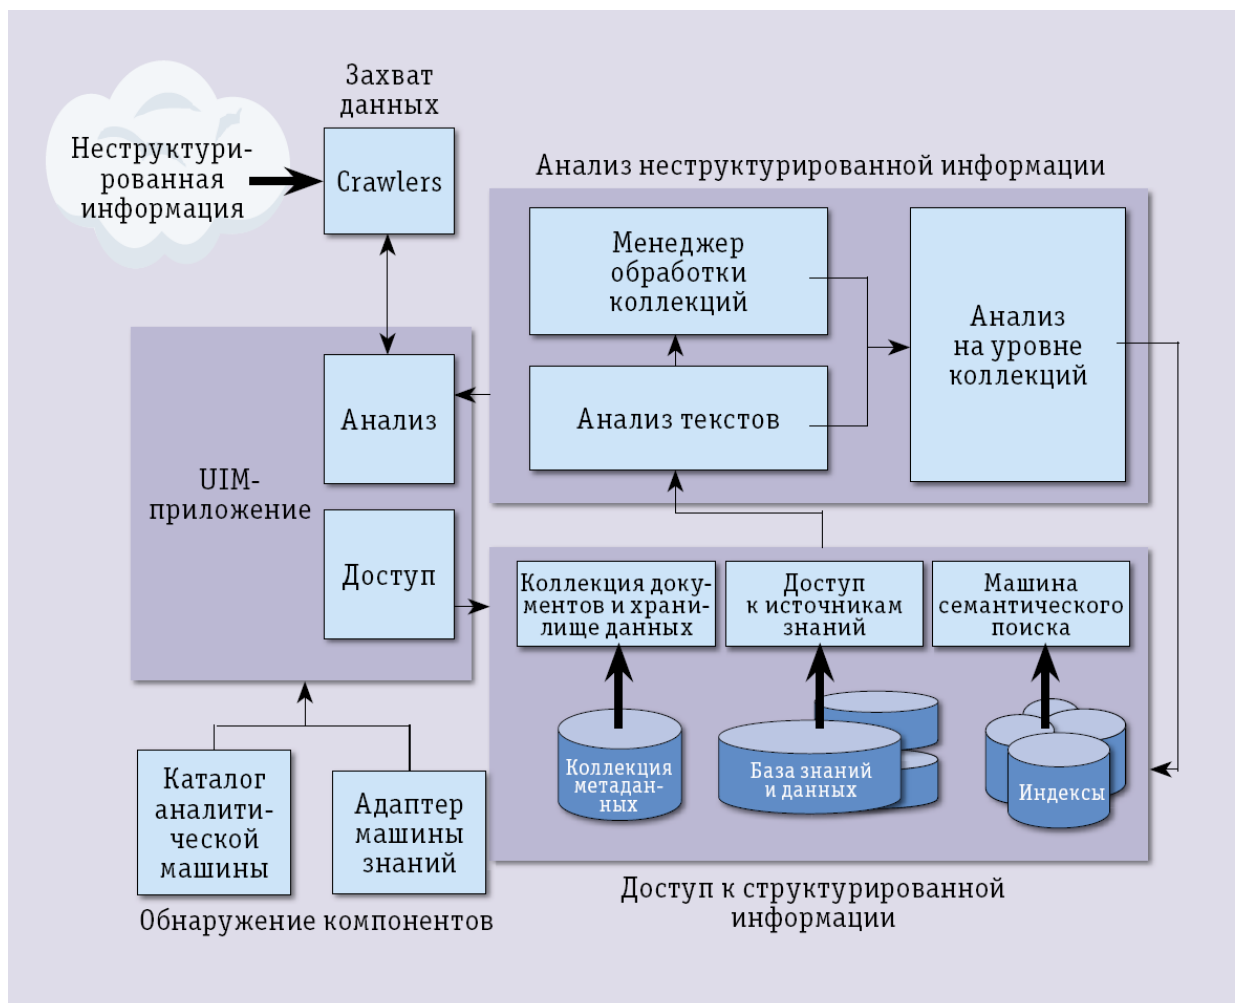 Захват
данных
Неструктури-
рованная
информация
Crawlers
Анализ неструктурированной информации
Менеджер
обработки
коллекций
Анализ
на уровне
коллекций
Анализ текстов
Анализ
UIM-
приложение
Доступ
Коллекция доку-
ментов и храни-
лище данных
Доступ
к источникам
знаний
Машина
семантического
поиска
Коллекция
метадан-
ных
База знаний
и данных
Индексы
Каталог
аналити-
ческой
машины
Адаптер
машины
знаний
Обнаружение компонентов
Доступ к структурированной
информации